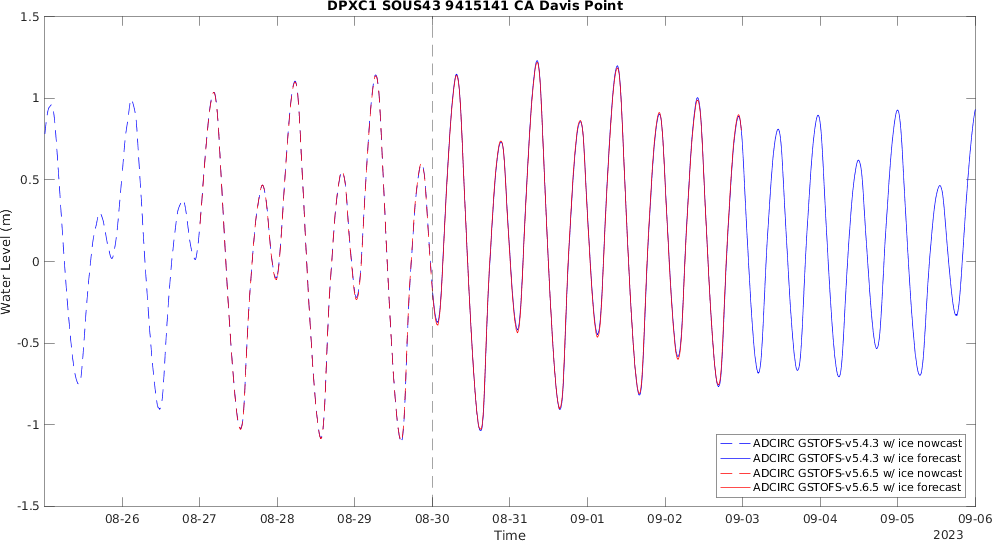 DPXC1 SOUS43 9415141 CA Davis Point
1.5
1
0.5
0
-0.5
-1
-1.5
Water Level (m)
ADCIRC GSTOFS-v5.4.3 w/ ice nowcast
ADCIRC GSTOFS-v5.4.3 w/ ice forecast
ADCIRC GSTOFS-v5.6.5 w/ ice nowcast
ADCIRC GSTOFS-v5.6.5 w/ ice forecast
08-26 08-27 08-28 08-29 08-30 08-31 09-01 09-02 09-03 09-04 09-05 09-06
Time
2023